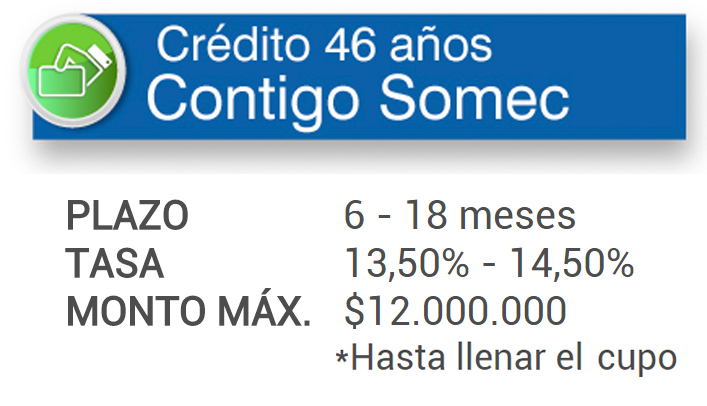 Crédito 46 años
Contigo Somec
PLAZO 6 - 18 meses
TASA 13,50% - 14,50%
MONTO MÁX. $12.000.000
*Hasta llenar el cupo